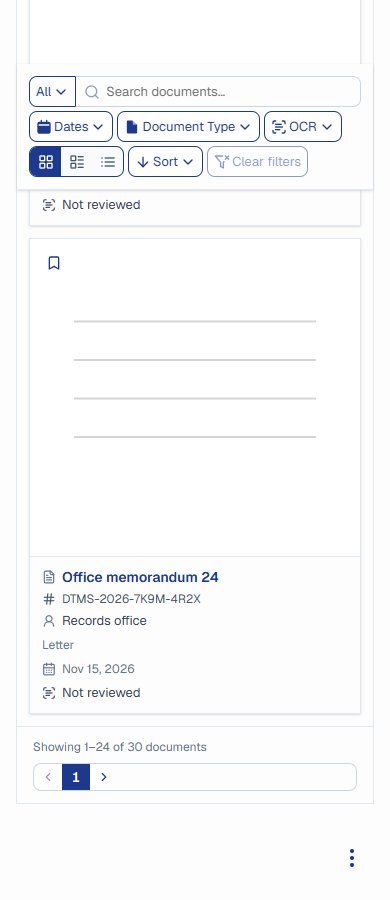 All
Search documents…
Dates
Document Type
OCR
Sort
Clear filters
Not reviewed
Office memorandum 24
DTMS-2026-7K9M-4R2X
Records office
Letter
Nov 15, 2026
Not reviewed
Showing 1–24 of 30 documents
1